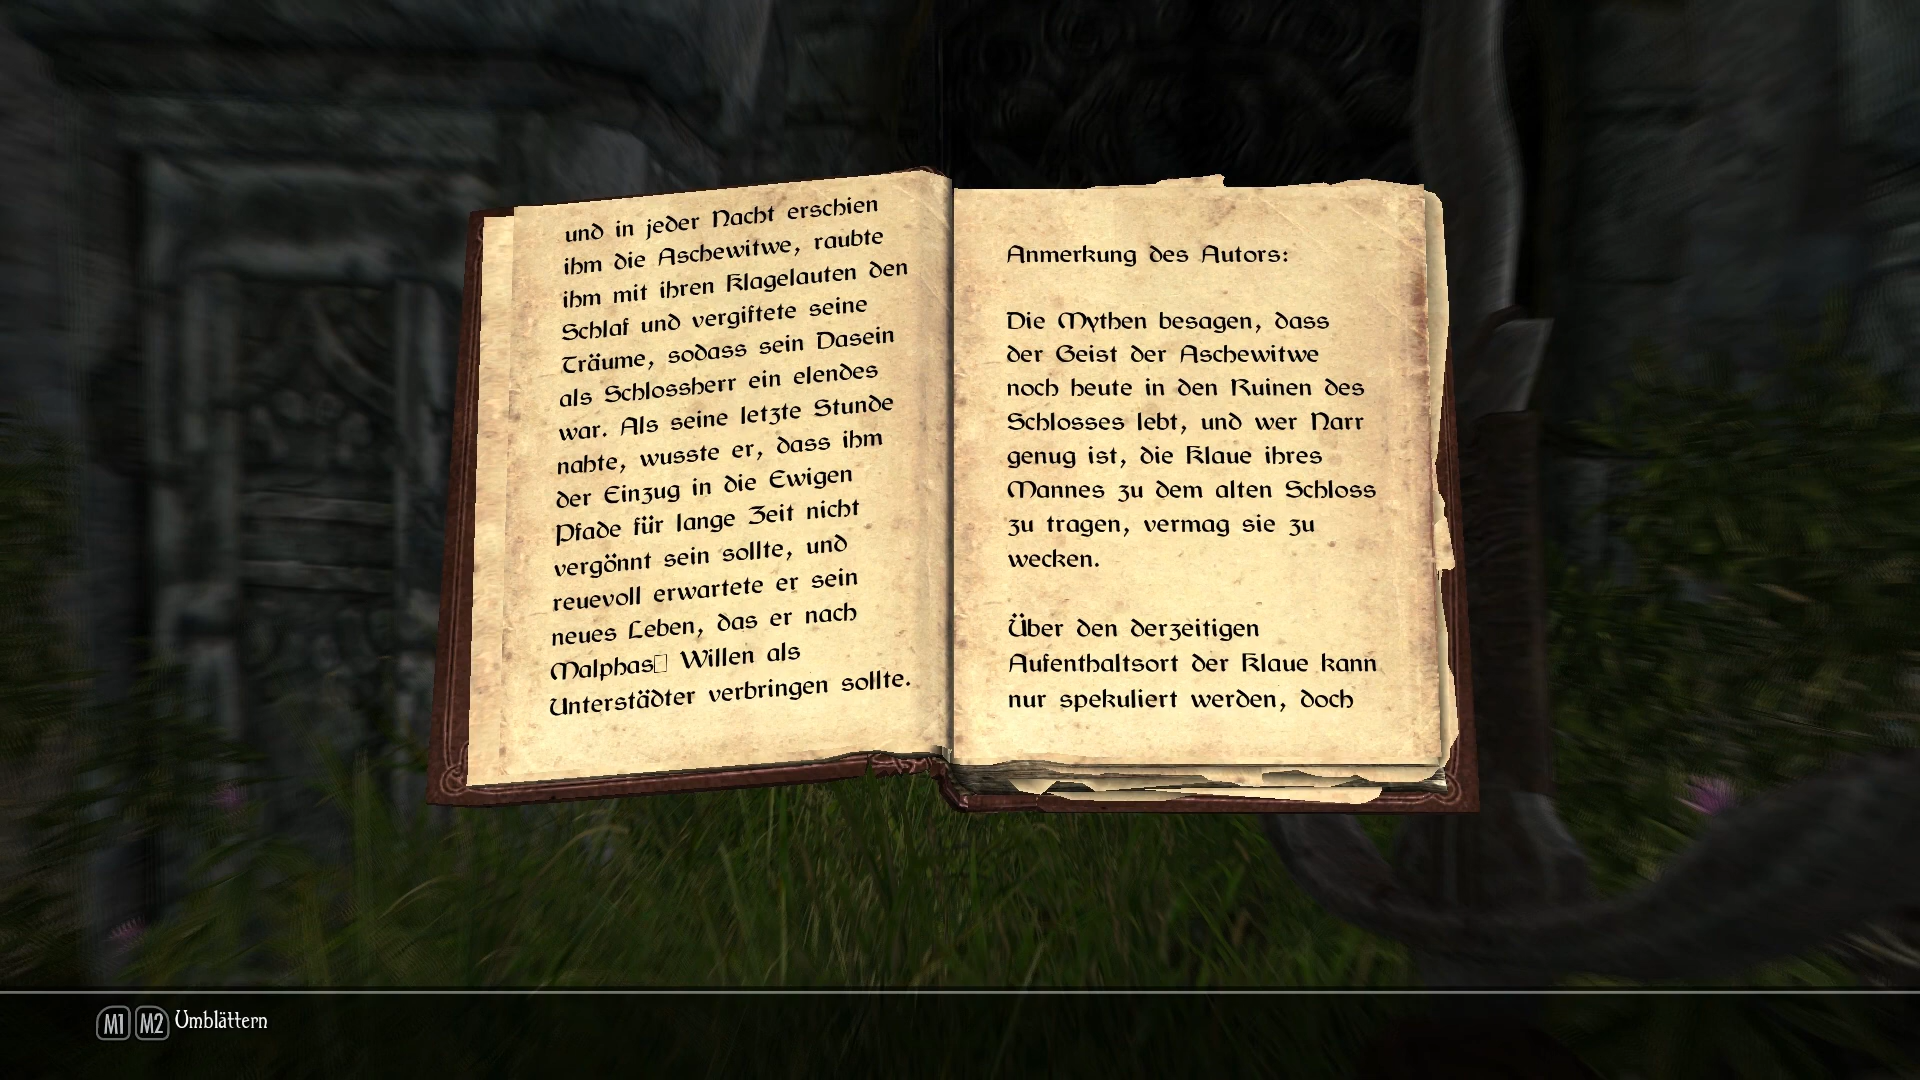 und in jeder Nacht erschien
ihm die Aschewitwe, raubte
ihm mit ihren Klagelauten den
Schlaf und vergiftete seine
Träume, sodass sein Dasein
als Schlossherr ein elendes
war. Als seine letzte Stunde
nahte, wusste er, dass ihm
der Einzug in die Ewigen
Pfade für lange Zeit nicht
vergönnt sein sollte, und
reuevoll erwartete er sein
neues Leben, das er nach
Malphas□ Willen als
Unterstädter verbringen sollte.
Anmerkung des Autors:
Die Mythen besagen, dass
der Geist der Aschewitwe
noch heute in den Ruinen des
Schlosses lebt, und wer Narr
genug ist, die Klaue ihres
Mannes zu dem alten Schloss
zu tragen, vermag sie zu
wecken.
Über den derzeitigen
Aufenthaltsort der Klaue kann
nur spekuliert werden, doch
M1 M2 Umblättern